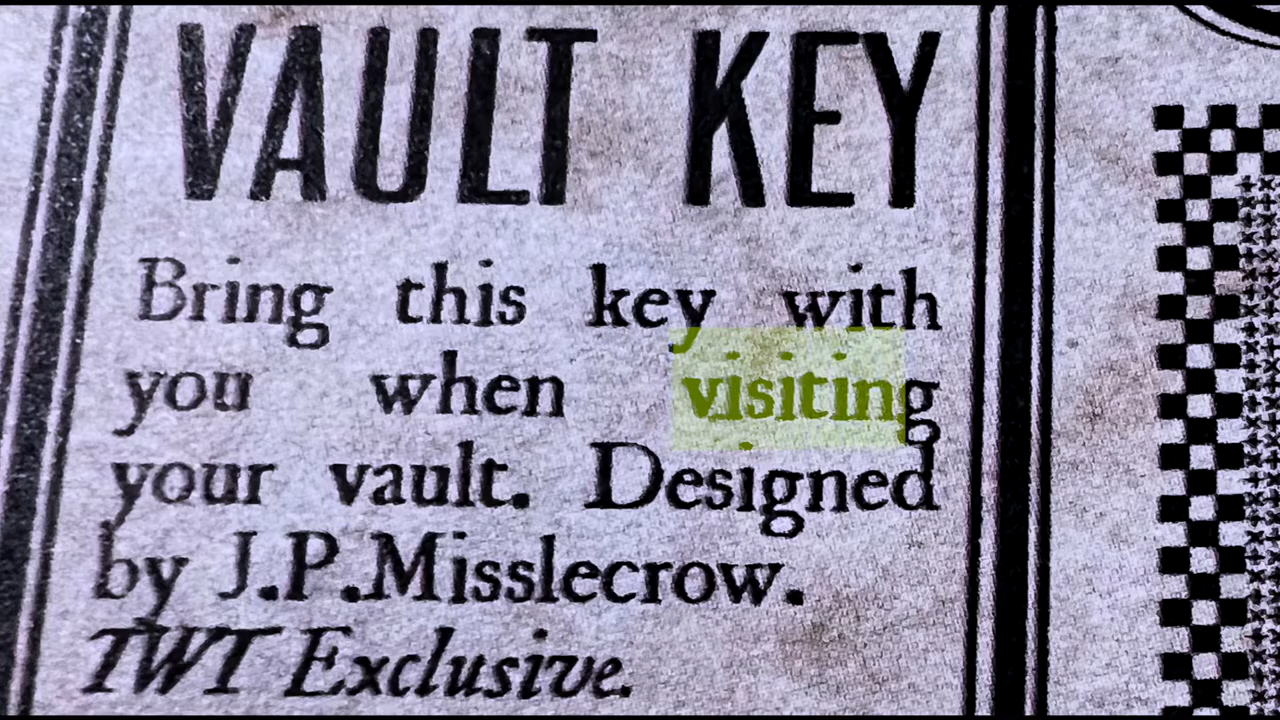 VAULT KEY
Bring this key with
you when visiting
your vault. Designed
by J.P.Misslecrow.
TWT Exclusive.